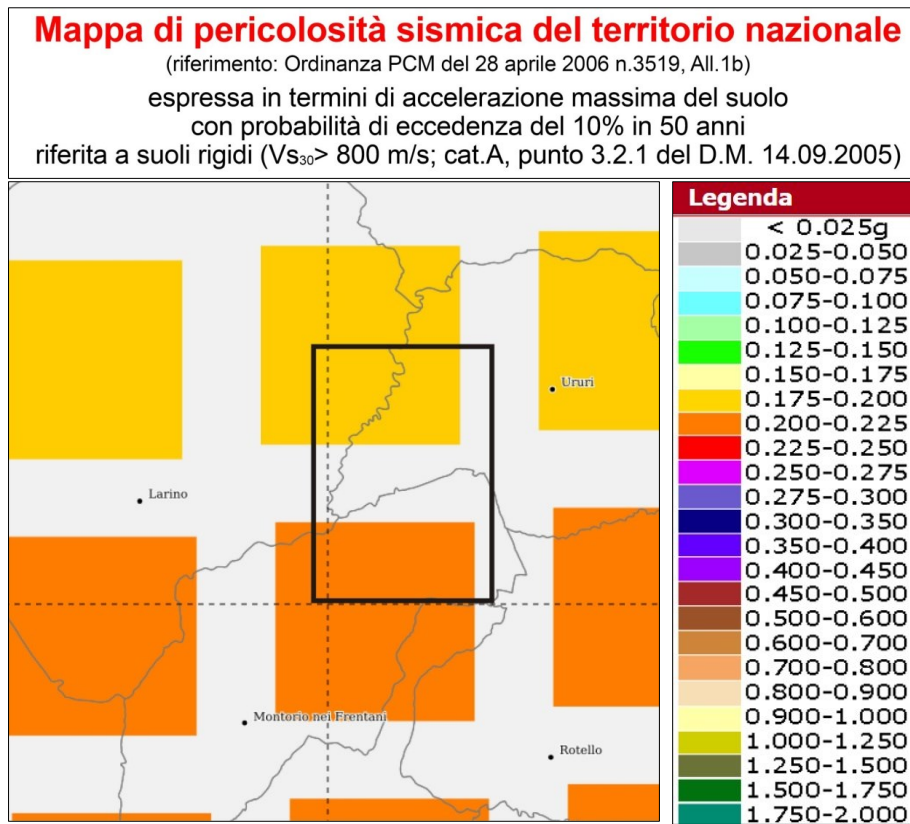 Mappa di pericolosità sismica del territorio nazionale
(riferimento: Ordinanza PCM del 28 aprile 2006 n.3519, All.1b)
espressa in termini di accelerazione massima del suolo
con probabilità di eccedenza del 10% in 50 anni
riferita a suoli rigidi (Vs30> 800 m/s; cat.A, punto 3.2.1 del D.M. 14.09.2005)
Ururi
Larino
Montorio nei Frentani
Rotello
Legenda
< 0.025g
0.025-0.050
0.050-0.075
0.075-0.100
0.100-0.125
0.125-0.150
0.150-0.175
0.175-0.200
0.200-0.225
0.225-0.250
0.250-0.275
0.275-0.300
0.300-0.350
0.350-0.400
0.400-0.450
0.450-0.500
0.500-0.600
0.600-0.700
0.700-0.800
0.800-0.900
0.900-1.000
1.000-1.250
1.250-1.500
1.500-1.750
1.750-2.000